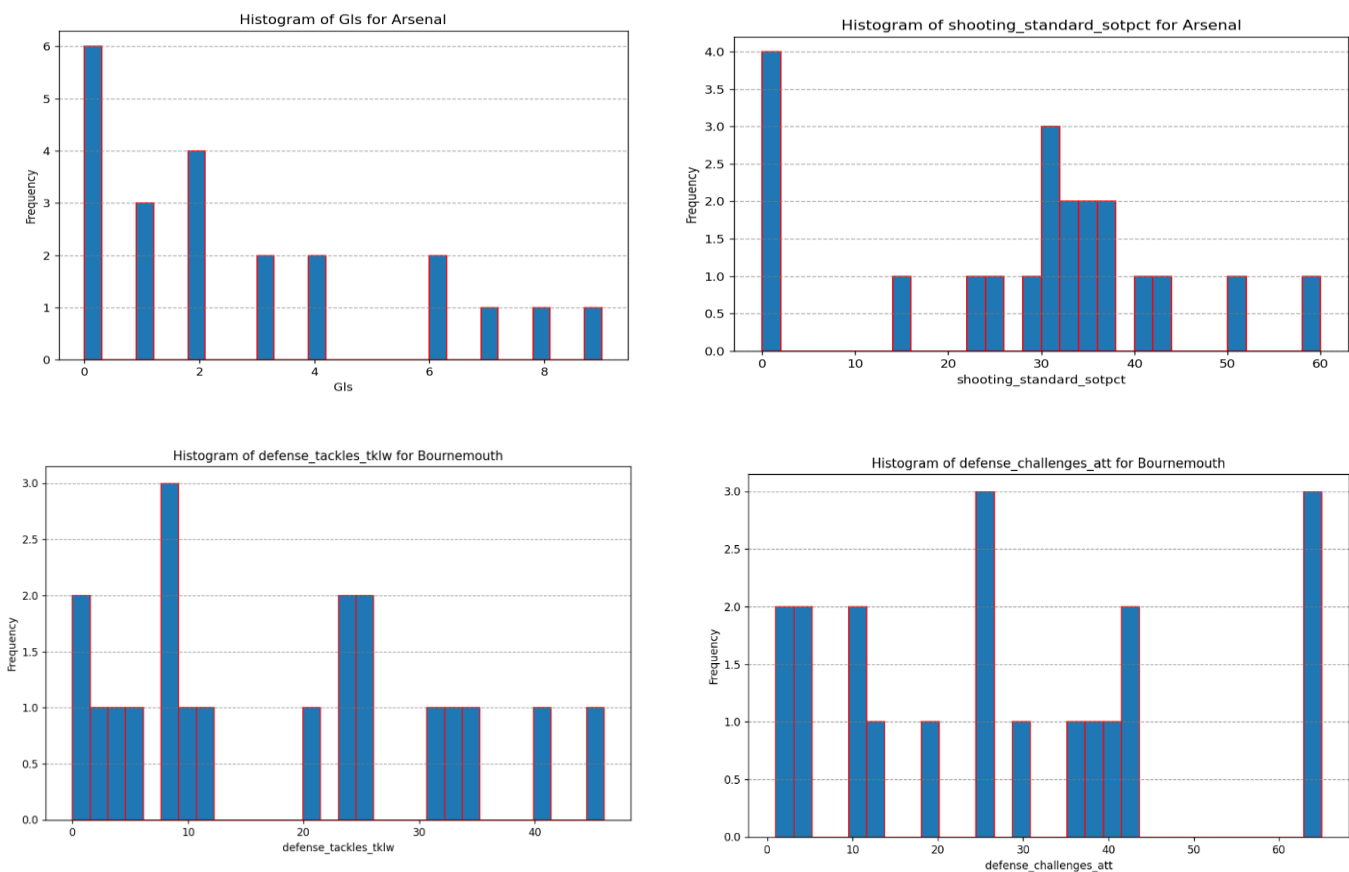 Histogram of Gls for Arsenal
Frequency
6
5
4
3
2
1
0
0 2 4 6 8
Gls
Histogram of shooting_standard_sotpct for Arsenal
Frequency
4.0
3.5
3.0
2.5
2.0
1.5
1.0
0.5
0.0
0 10 20 30 40 50 60
shooting_standard_sotpct
Histogram of defense_tackles_tklw for Bournemouth
Frequency
3.0
2.5
2.0
1.5
1.0
0.5
0.0
0 10 20 30 40
defense_tackles_tklw
Histogram of defense_challenges_att for Bournemouth
Frequency
3.0
2.5
2.0
1.5
1.0
0.5
0.0
0 10 20 30 40 50 60
defense_challenges_att